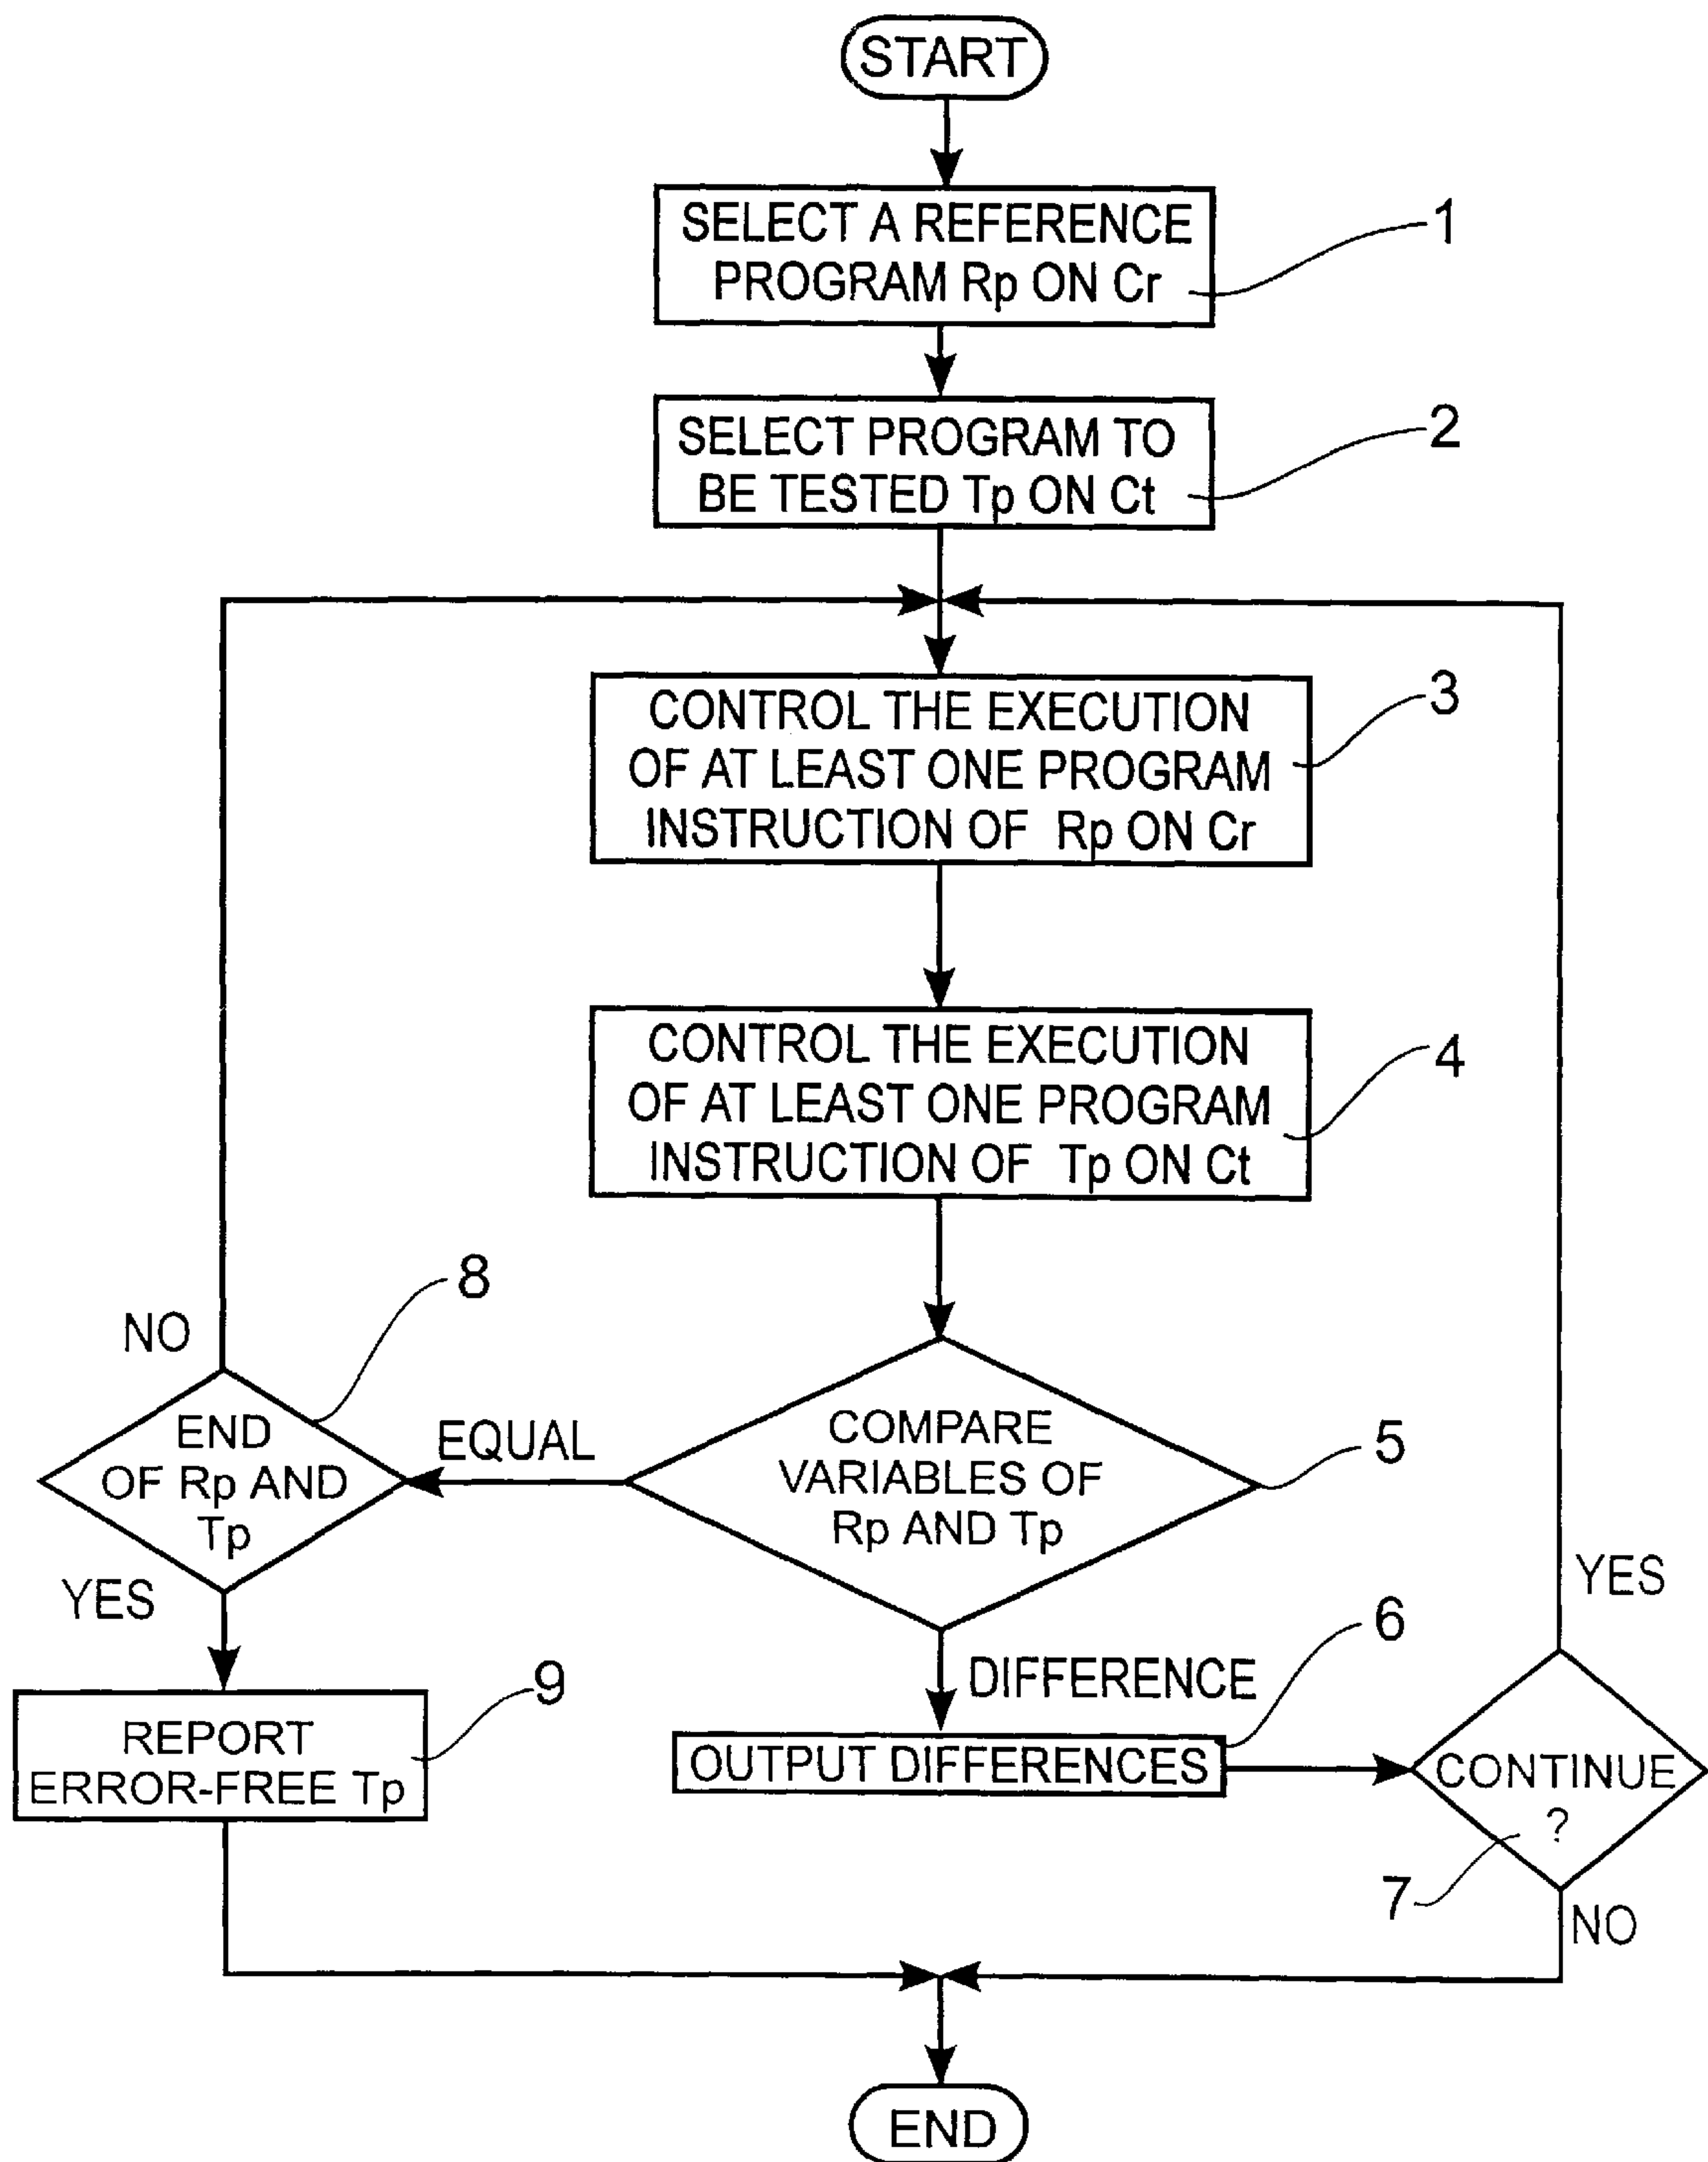 START
SELECT A REFERENCE
PROGRAM Rp ON Cr
1
SELECT PROGRAM TO
BE TESTED Tp ON Ct
2
CONTROL THE EXECUTION
OF AT LEAST ONE PROGRAM
INSTRUCTION OF Rp ON Cr
3
CONTROL THE EXECUTION
OF AT LEAST ONE PROGRAM
INSTRUCTION OF Tp ON Ct
4
COMPARE
VARIABLES OF
Rp AND Tp
5
EQUAL
8
NO
END
OF Rp AND
Tp
YES
9
REPORT
ERROR-FREE Tp
DIFFERENCE
6
OUTPUT DIFFERENCES
YES
CONTINUE
?
7
NO
END